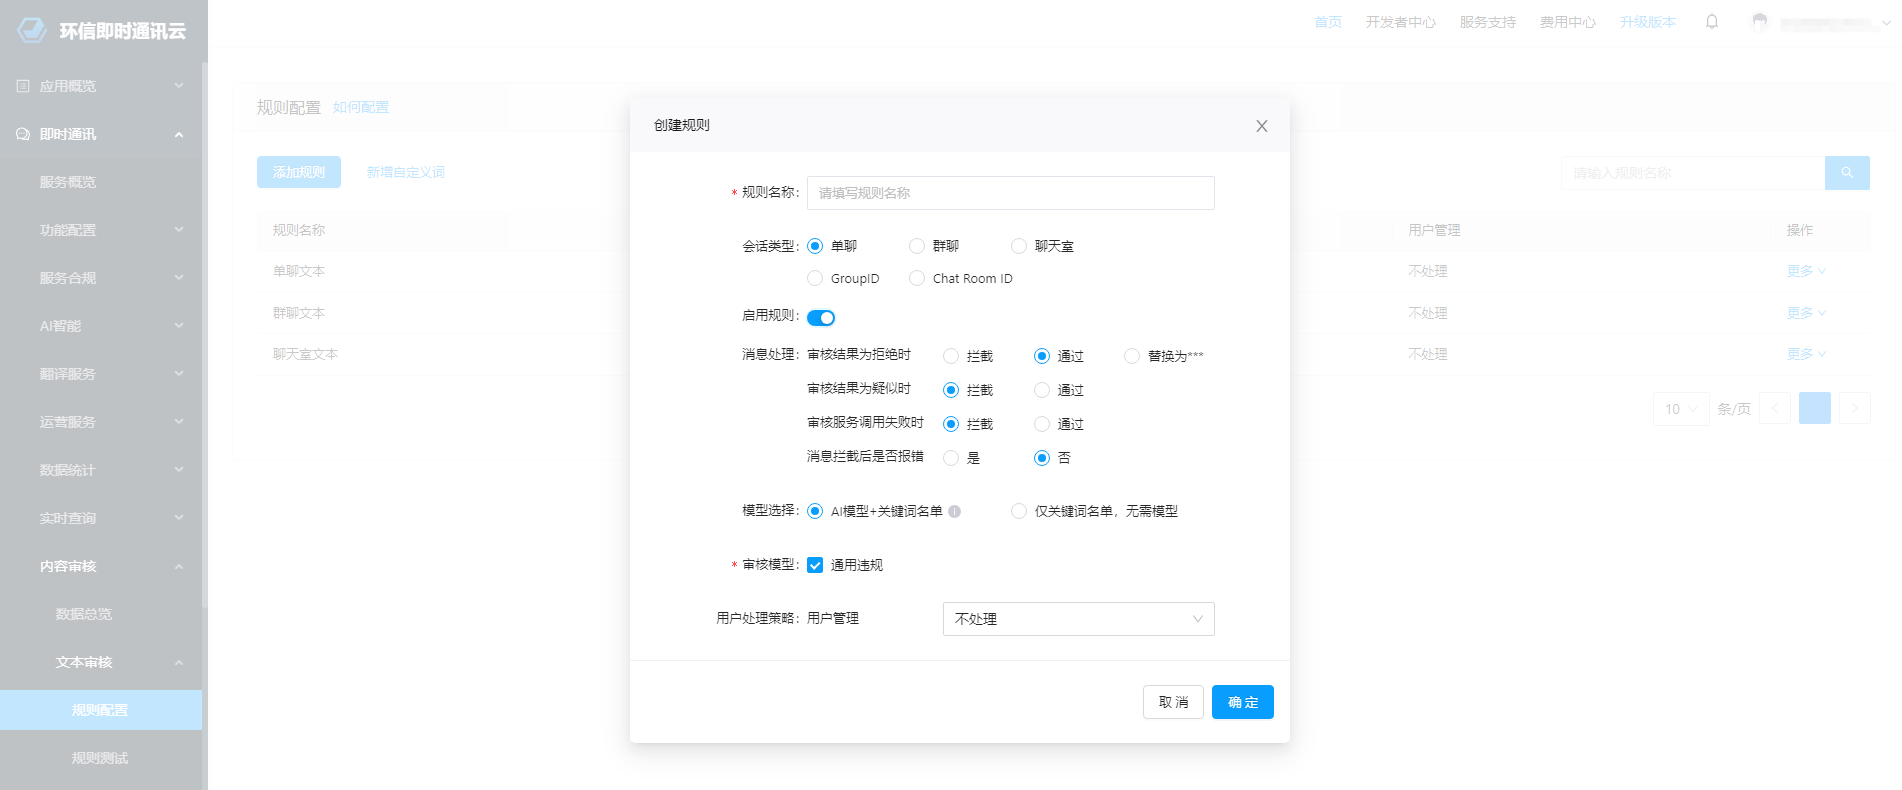 环信即时通讯云
首页 开发者中心 服务支持 费用中心 升级版本
应用概览
即时通讯
服务概览
功能配置
服务合规
AI智能
翻译服务
运营服务
数据统计
实时查询
内容审核
数据总览
文本审核
规则配置
规则测试
规则配置 如何配置
添加规则 新增自定义词
请输入规则名称
规则名称 用户管理 操作
单聊文本 不处理 更多
群聊文本 不处理 更多
聊天室文本 不处理 更多
10 条/页
创建规则
* 规则名称: 请填写规则名称
会话类型: 单聊 群聊 聊天室
GroupID Chat Room ID
启用规则:
消息处理: 审核结果为拒绝时 拦截 通过 替换为***
审核结果为疑似时 拦截 通过
审核服务调用失败时 拦截 通过
消息拦截后是否报错 是 否
模型选择: AI模型+关键词名单 仅关键词名单，无需模型
* 审核模型: 通用违规
用户处理策略: 用户管理 不处理
取 消 确 定